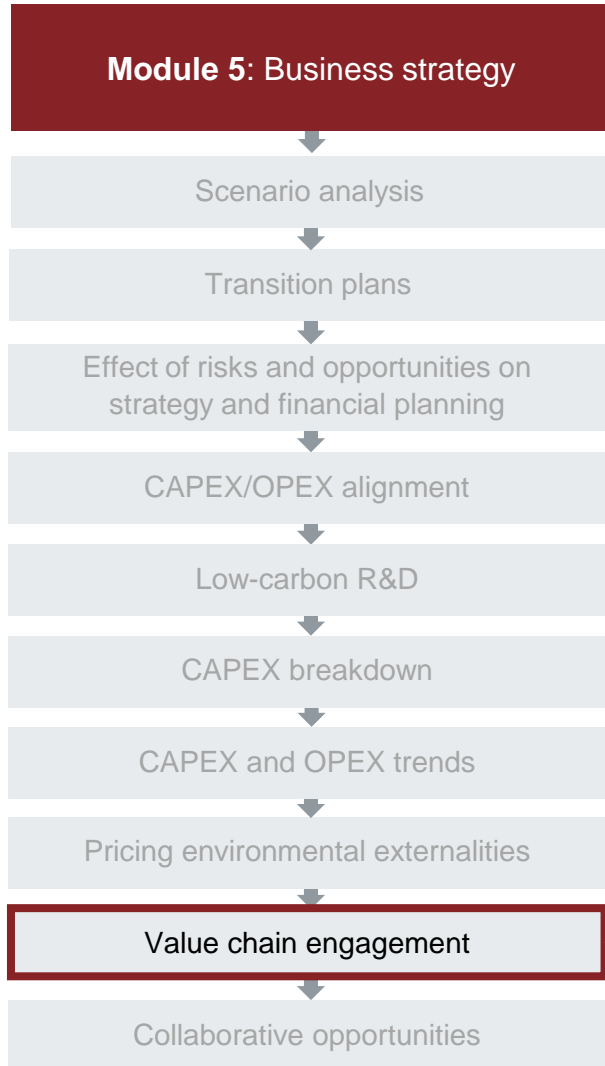 Module 5: Business strategy
Scenario analysis
Transition plans
Effect of risks and opportunities on
strategy and financial planning
CAPEX/OPEX alignment
Low-carbon R&D
CAPEX breakdown
CAPEX and OPEX trends
Pricing environmental externalities
Value chain engagement
Collaborative opportunities